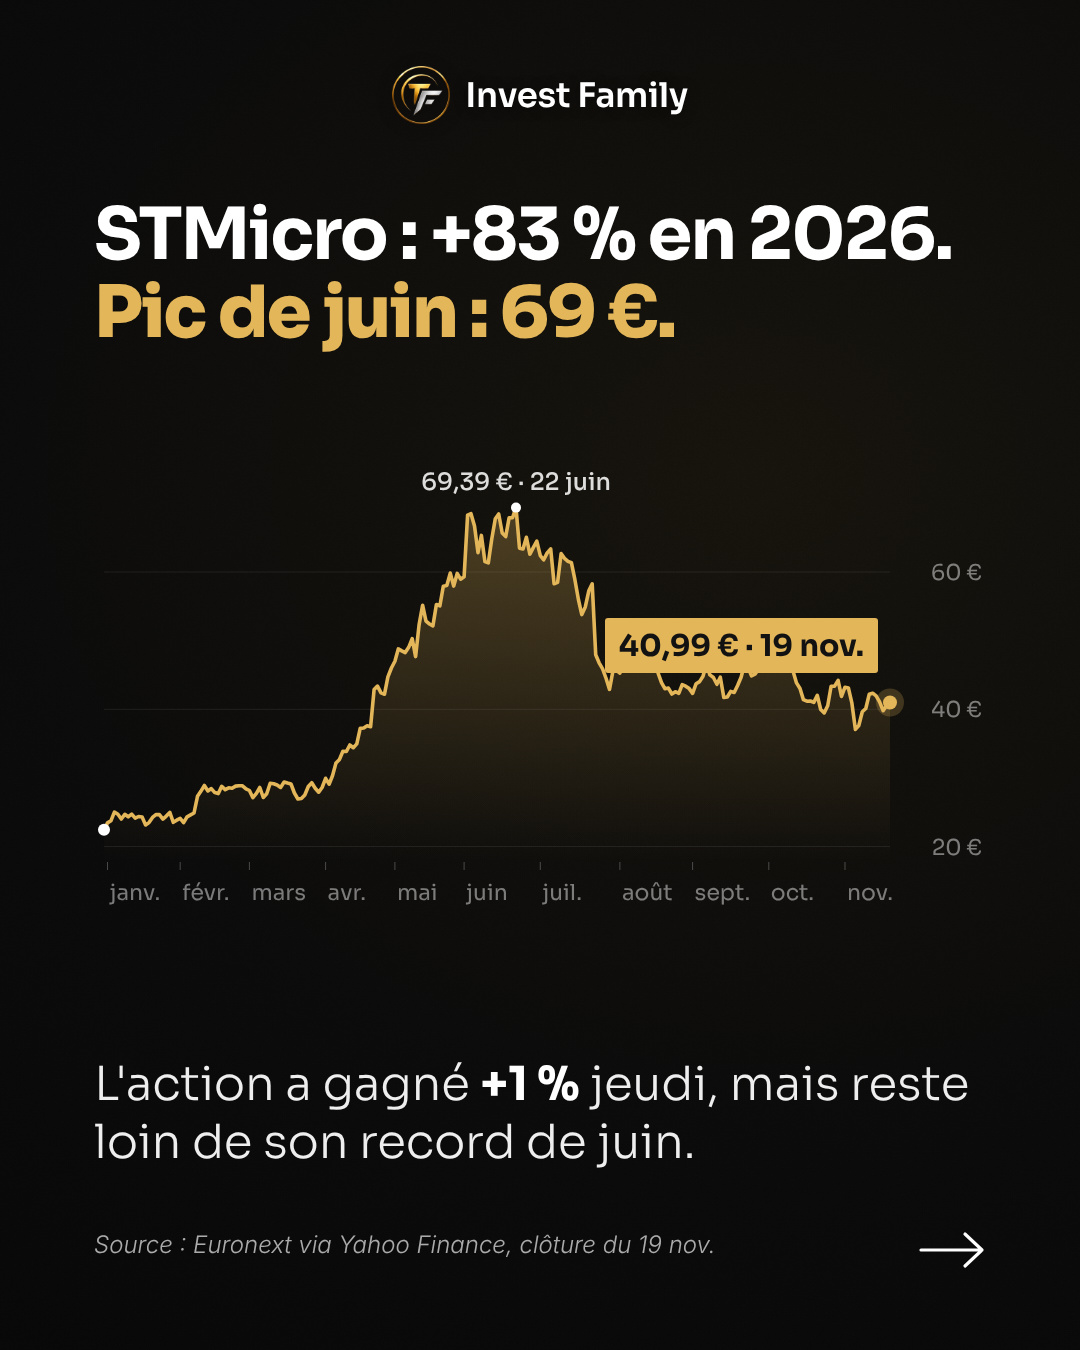 TF Invest Family
STMicro : +83 % en 2026.
Pic de juin : 69 €.
69,39 € · 22 juin
60 €
40,99 € · 19 nov.
40 €
20 €
janv. févr. mars avr. mai juin juil. août sept. oct. nov.
L'action a gagné +1 % jeudi, mais reste
loin de son record de juin.
Source : Euronext via Yahoo Finance, clôture du 19 nov.